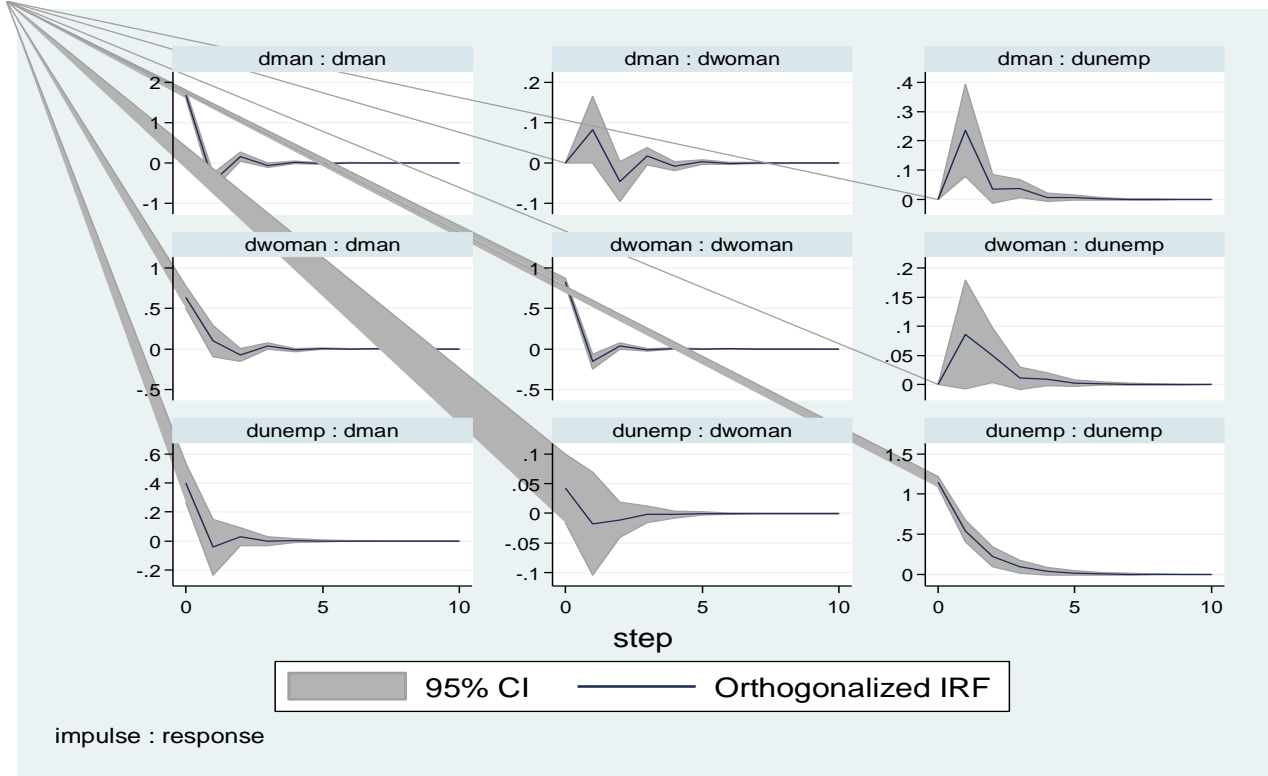 dman : dman
dman : dwoman
dman : dunemp
2
1
0
-1
.2
.1
0
-.1
.4
.3
.2
.1
0
dwoman : dman
dwoman : dwoman
dwoman : dunemp
1
.5
0
-.5
1
.5
0
-.5
.2
.15
.1
.05
0
dunemp : dman
dunemp : dwoman
dunemp : dunemp
.6
.4
.2
0
-.2
.1
.05
0
-.05
-.1
1.5
1
.5
0
0 5 10
0 5 10
0 5 10
step
95% CI
Orthogonalized IRF
impulse : response